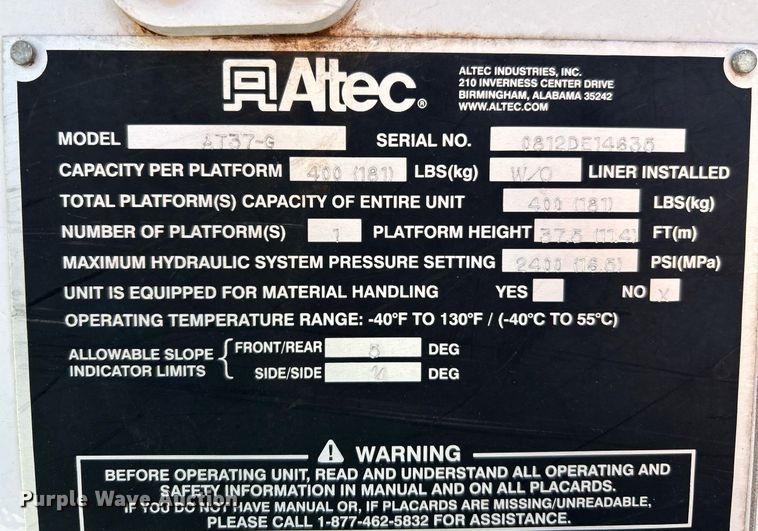 Altec®
ALTEC INDUSTRIES, INC.
210 INVERNESS CENTER DRIVE
BIRMINGHAM, ALABAMA 35242
WWW.ALTEC.COM
MODEL AT37-G SERIAL NO. 0812DE14635
CAPACITY PER PLATFORM 400 (181) LBS(kg) W/O LINER INSTALLED
TOTAL PLATFORM(S) CAPACITY OF ENTIRE UNIT 400 (181) LBS(kg)
NUMBER OF PLATFORM(S) 1 PLATFORM HEIGHT 37.5 (11.4) FT(m)
MAXIMUM HYDRAULIC SYSTEM PRESSURE SETTING 2400 (16.5) PSI(MPa)
UNIT IS EQUIPPED FOR MATERIAL HANDLING YES NO X
OPERATING TEMPERATURE RANGE: -40°F TO 130°F / (-40°C TO 55°C)
ALLOWABLE SLOPE
INDICATOR LIMITS
FRONT/REAR 5 DEG
SIDE/SIDE DEG
WARNING
BEFORE OPERATING UNIT, READ AND UNDERSTAND ALL OPERATING AND
SAFETY INFORMATION IN MANUAL AND ON ALL PLACARDS.
IF YOU DO NOT HAVE MANUAL OR, IF PLACARDS ARE MISSING/UNREADABLE,
PLEASE CALL 1-877-462-5832 FOR ASSISTANCE.
Purple Wave Auction